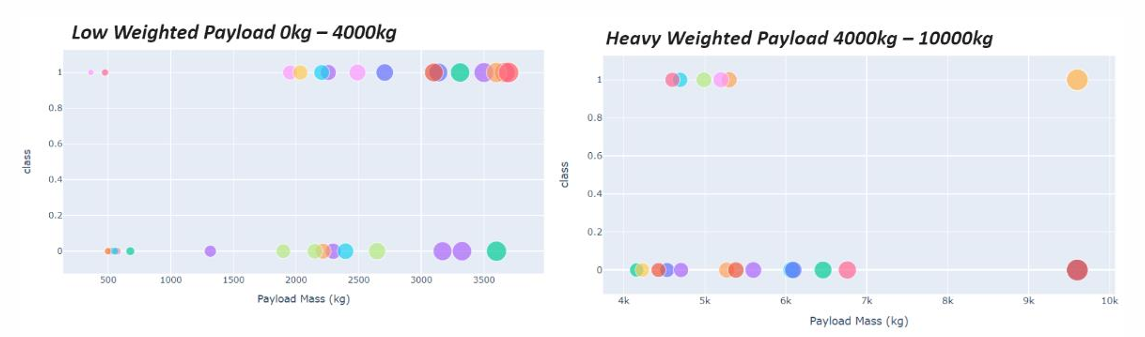 Low Weighted Payload 0kg – 4000kg
class
1
0.8
0.6
0.4
0.2
0
500 1000 1500 2000 2500 3000 3500
Payload Mass (kg)
Heavy Weighted Payload 4000kg – 10000kg
class
1
0.8
0.6
0.4
0.2
0
4k 5k 6k 7k 8k 9k 10k
Payload Mass (kg)